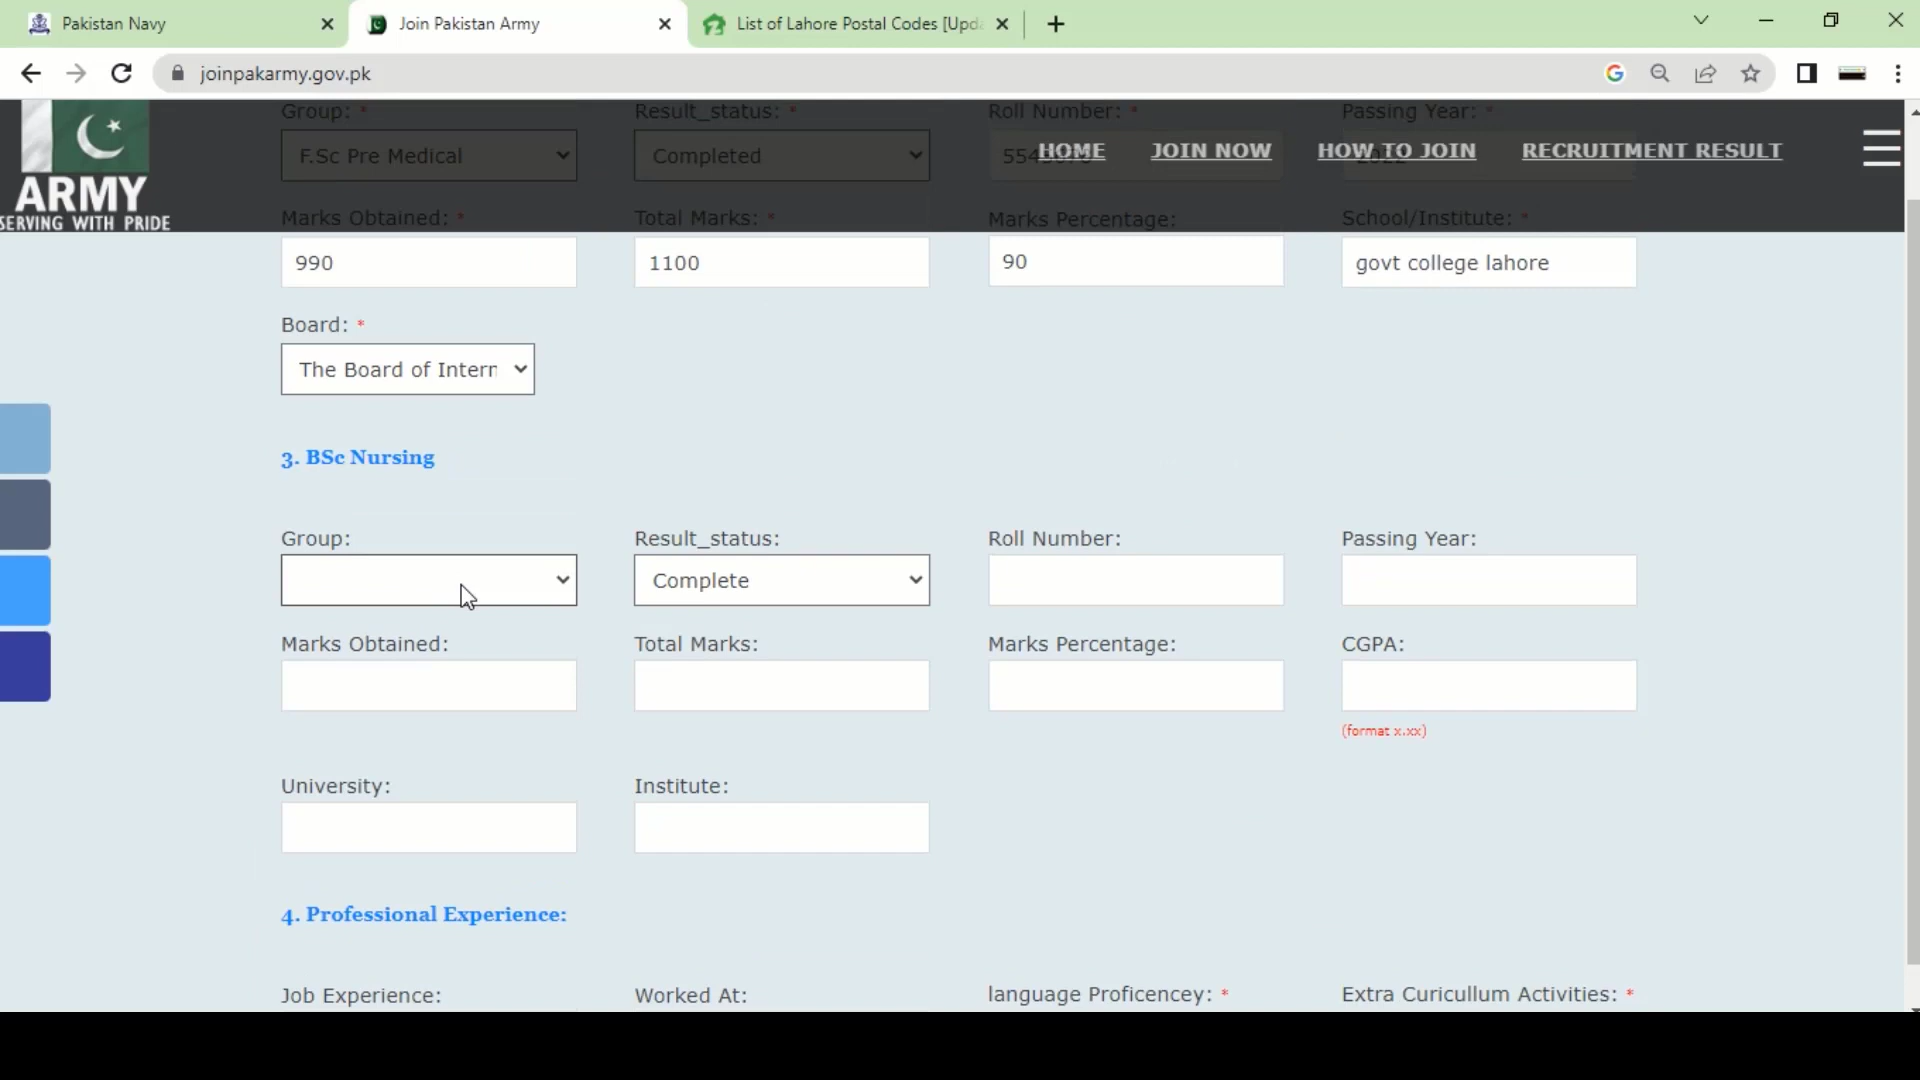 Pakistan Navy
Join Pakistan Army
List of Lahore Postal Codes [Upda
joinpakarmy.gov.pk
ARMY
SERVING WITH PRIDE
HOME JOIN NOW HOW TO JOIN RECRUITMENT RESULT
Group: * Result_status: * Roll Number: * Passing Year: *
F.Sc Pre Medical Completed 2022
Marks Obtained: * Total Marks: * Marks Percentage: School/Institute: *
990 1100 90 govt college lahore
Board: *
The Board of Intern
3. BSc Nursing
Group: Result_status: Roll Number: Passing Year:
Complete
Marks Obtained: Total Marks: Marks Percentage: CGPA:
(format x.xx)
University: Institute:
4. Professional Experience:
Job Experience: Worked At: language Proficencey: * Extra Curicullum Activities: *